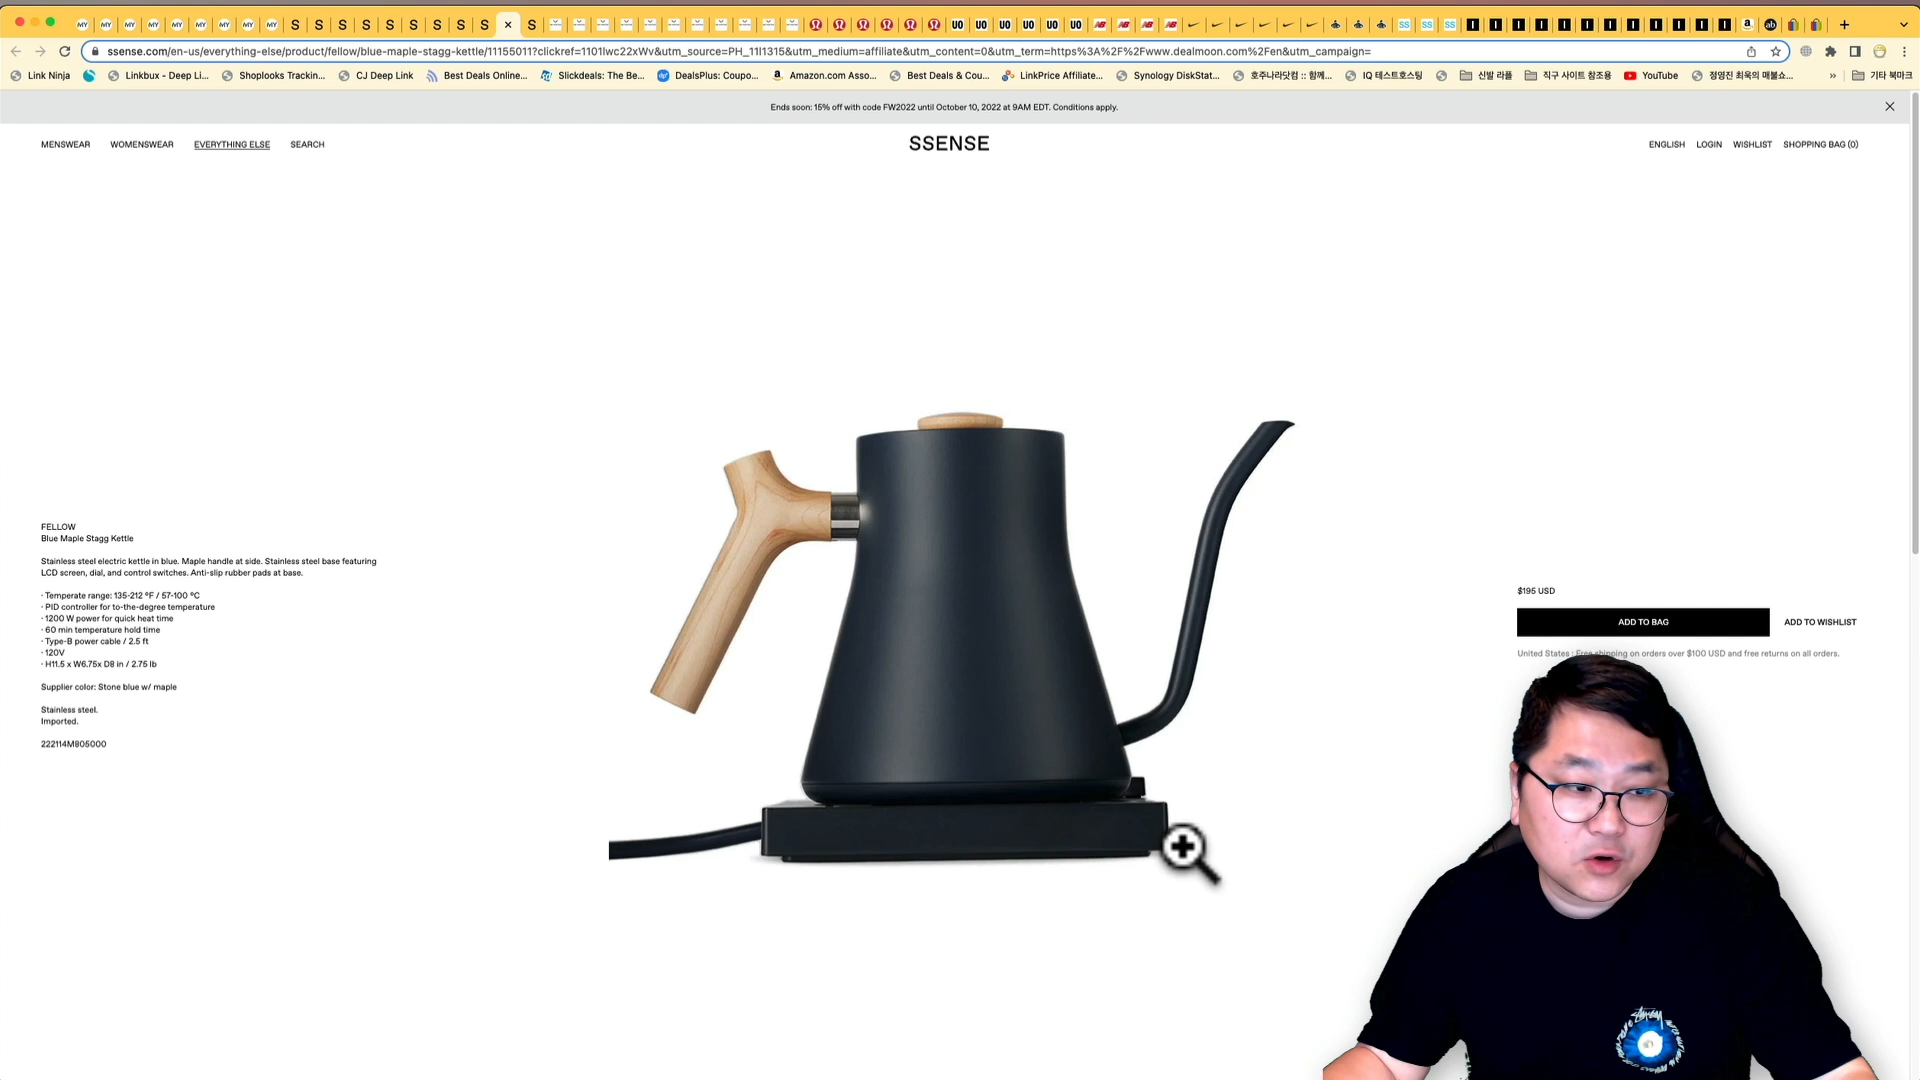 ssense.com/en-us/everything-else/product/fellow/blue-maple-stagg-kettle/11155011?clickref=1101lwc22xWv&utm_source=PH_11l1315&utm_medium=affiliate&utm_content=0&utm_term=https%3A%2F%2Fwww.dealmoon.com%2Fen&utm_campaign=
Link Ninja Linkbux - Deep Li... Shoplooks Trackin... CJ Deep Link Best Deals Online... Slickdeals: The Be... DealsPlus: Coupo... Amazon.com Asso... Best Deals & Cou... LinkPrice Affiliate... Synology DiskStat... 호주나라닷컴 :: 함께... IQ 테스트호스팅 신발 라플 직구 사이트 참조용 YouTube 정영진 최욱의 매불쇼... » 기타 북마크
Ends soon: 15% off with code FW2022 until October 10, 2022 at 9AM EDT. Conditions apply.
MENSWEAR WOMENSWEAR EVERYTHING ELSE SEARCH SSENSE ENGLISH LOGIN WISHLIST SHOPPING BAG (0)
FELLOW
Blue Maple Stagg Kettle
Stainless steel electric kettle in blue. Maple handle at side. Stainless steel base featuring
LCD screen, dial, and control switches. Anti-slip rubber pads at base.
· Temperate range: 135-212 °F / 57-100 °C
· PID controller for to-the-degree temperature
· 1200 W power for quick heat time
· 60 min temperature hold time
· Type-B power cable / 2.5 ft
· 120V
· H11.5 x W6.75x D8 in / 2.75 lb
Supplier color: Stone blue w/ maple
Stainless steel.
Imported.
222114M805000
$195 USD
ADD TO BAG ADD TO WISHLIST
United States : Free shipping on orders over $100 USD and free returns on all orders.